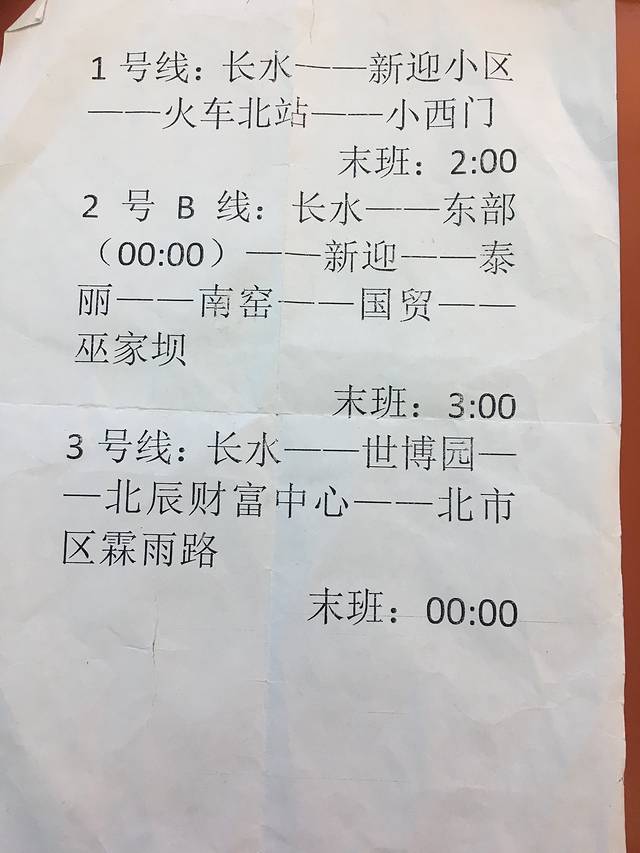 1 号线：长水——新迎小区
——火车北站——小西门
末班：2:00
2 号 B 线：长水——东部
（00:00）——新迎——泰
丽——南窑——国贸——
巫家坝
末班：3:00
3 号线：长水——世博园—
—北辰财富中心——北市
区霖雨路
末班：00:00